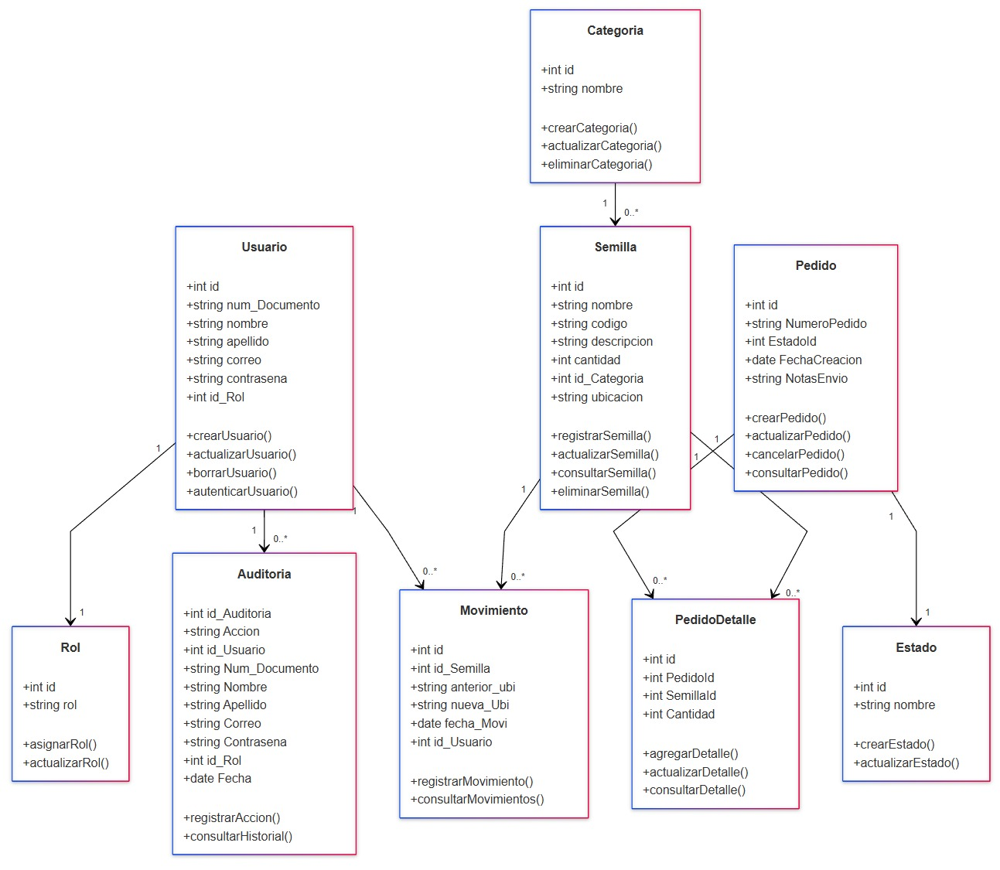 Categoria
+int id
+string nombre
+crearCategoria()
+actualizarCategoria()
+eliminarCategoria()
1
0..*
Usuario
+int id
+string num_Documento
+string nombre
+string apellido
+string correo
+string contrasena
+int id_Rol
+crearUsuario()
+actualizarUsuario()
+borrarUsuario()
+autenticarUsuario()
Semilla
+int id
+string nombre
+string codigo
+string descripcion
+int cantidad
+int id_Categoria
+string ubicacion
+registrarSemilla()
+actualizarSemilla()
+consultarSemilla()
+eliminarSemilla()
Pedido
+int id
+string NumeroPedido
+int EstadoId
+date FechaCreacion
+string NotasEnvio
+crearPedido()
+actualizarPedido()
+cancelarPedido()
+consultarPedido()
1
1
1
1
1
1
1
0..*
0..*
0..*
0..*
0..*
1
1
Rol
+int id
+string rol
+asignarRol()
+actualizarRol()
Auditoria
+int id_Auditoria
+string Accion
+int id_Usuario
+string Num_Documento
+string Nombre
+string Apellido
+string Correo
+string Contrasena
+int id_Rol
+date Fecha
+registrarAccion()
+consultarHistorial()
Movimiento
+int id
+int id_Semilla
+string anterior_ubi
+string nueva_Ubi
+date fecha_Movi
+int id_Usuario
+registrarMovimiento()
+consultarMovimientos()
PedidoDetalle
+int id
+int PedidoId
+int SemillaId
+int Cantidad
+agregarDetalle()
+actualizarDetalle()
+consultarDetalle()
Estado
+int id
+string nombre
+crearEstado()
+actualizarEstado()